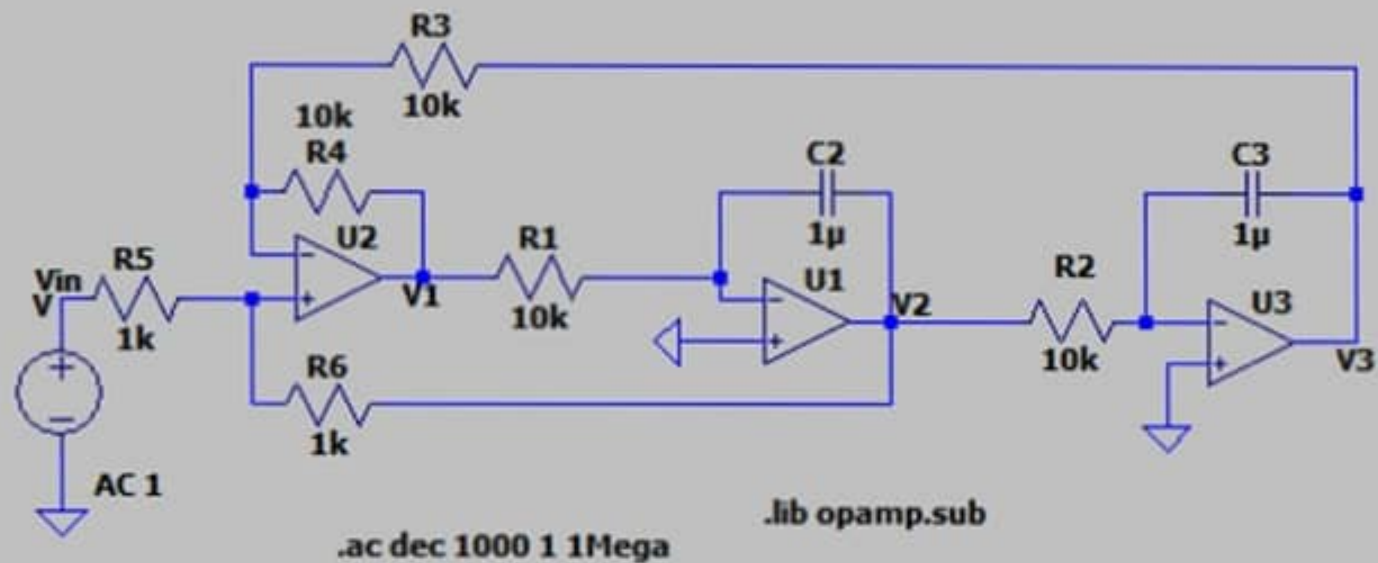 R3
10k
10k
R4
C2
C3
U2
R1
1µ
1µ
R5
R2
Vin
V
V1
U1
V2
U3
10k
1k
10k
V3
R6
1k
AC 1
.lib opamp.sub
.ac dec 1000 1 1Mega